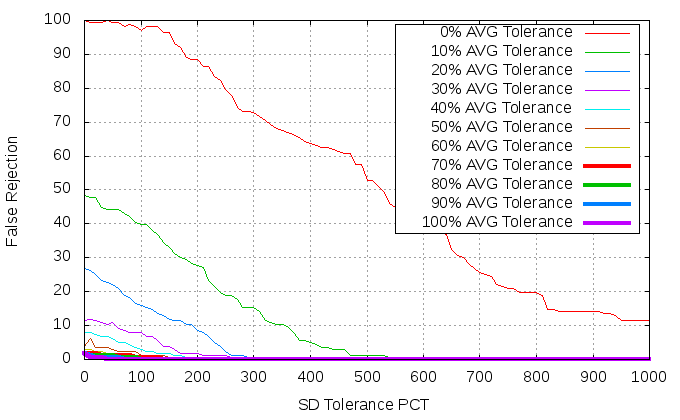 100
90
80
70
60
50
40
30
20
10
0
False Rejection
0% AVG Tolerance
10% AVG Tolerance
20% AVG Tolerance
30% AVG Tolerance
40% AVG Tolerance
50% AVG Tolerance
60% AVG Tolerance
70% AVG Tolerance
80% AVG Tolerance
90% AVG Tolerance
100% AVG Tolerance
0 100 200 300 400 500 600 700 800 900 1000
SD Tolerance PCT